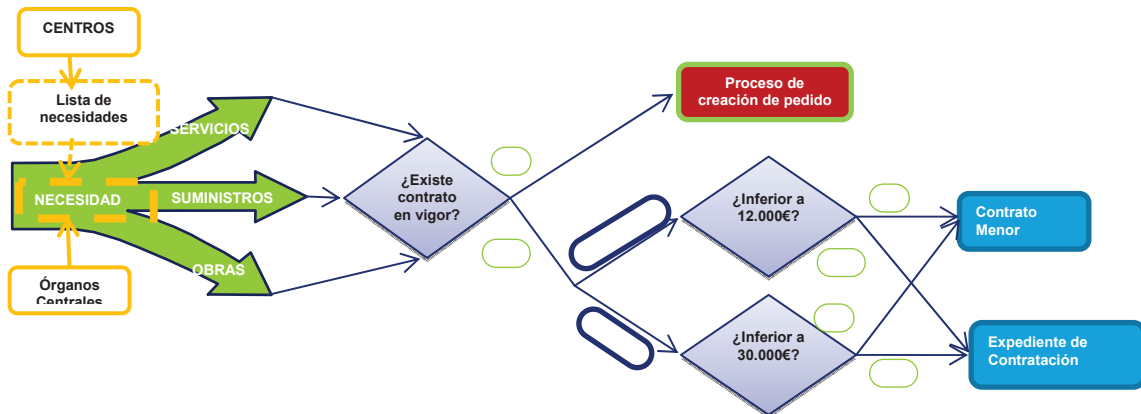 CENTROS
Lista de
necesidades
SERVICIOS
NECESIDAD
SUMINISTROS
OBRAS
Órganos
Centrales
¿Existe
contrato
en vigor?
Proceso de
creación de pedido
¿Inferior a
12.000€?
¿Inferior a
30.000€?
Contrato
Menor
Expediente de
Contratación